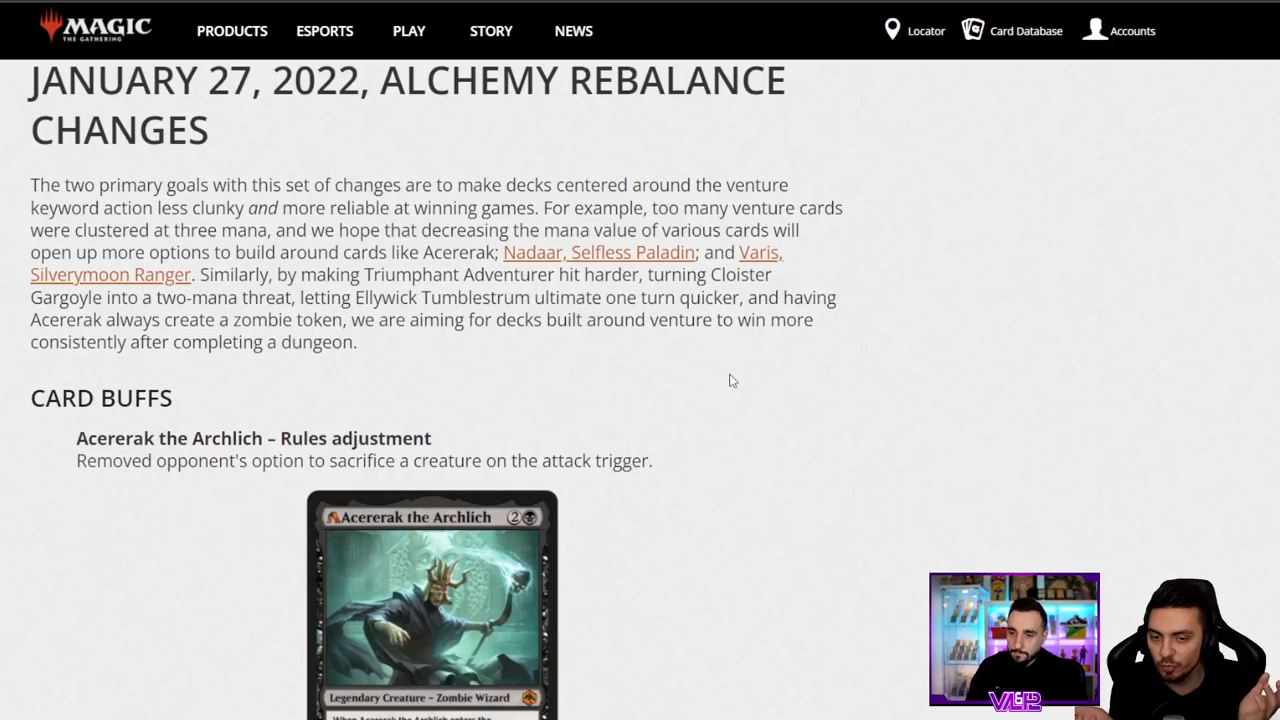 MAGIC
THE GATHERING
PRODUCTS ESPORTS PLAY STORY NEWS
Locator Card Database Accounts
JANUARY 27, 2022, ALCHEMY REBALANCE
CHANGES
The two primary goals with this set of changes are to make decks centered around the venture
keyword action less clunky and more reliable at winning games. For example, too many venture cards
were clustered at three mana, and we hope that decreasing the mana value of various cards will
open up more options to build around cards like Acererak; Nadaar, Selfless Paladin; and Varis,
Silverymoon Ranger. Similarly, by making Triumphant Adventurer hit harder, turning Cloister
Gargoyle into a two-mana threat, letting Ellywick Tumblestrum ultimate one turn quicker, and having
Acererak always create a zombie token, we are aiming for decks built around venture to win more
consistently after completing a dungeon.
CARD BUFFS
Acererak the Archlich – Rules adjustment
Removed opponent's option to sacrifice a creature on the attack trigger.
Acererak the Archlich 2
Legendary Creature – Zombie Wizard
When Acererak the Archlich enters the